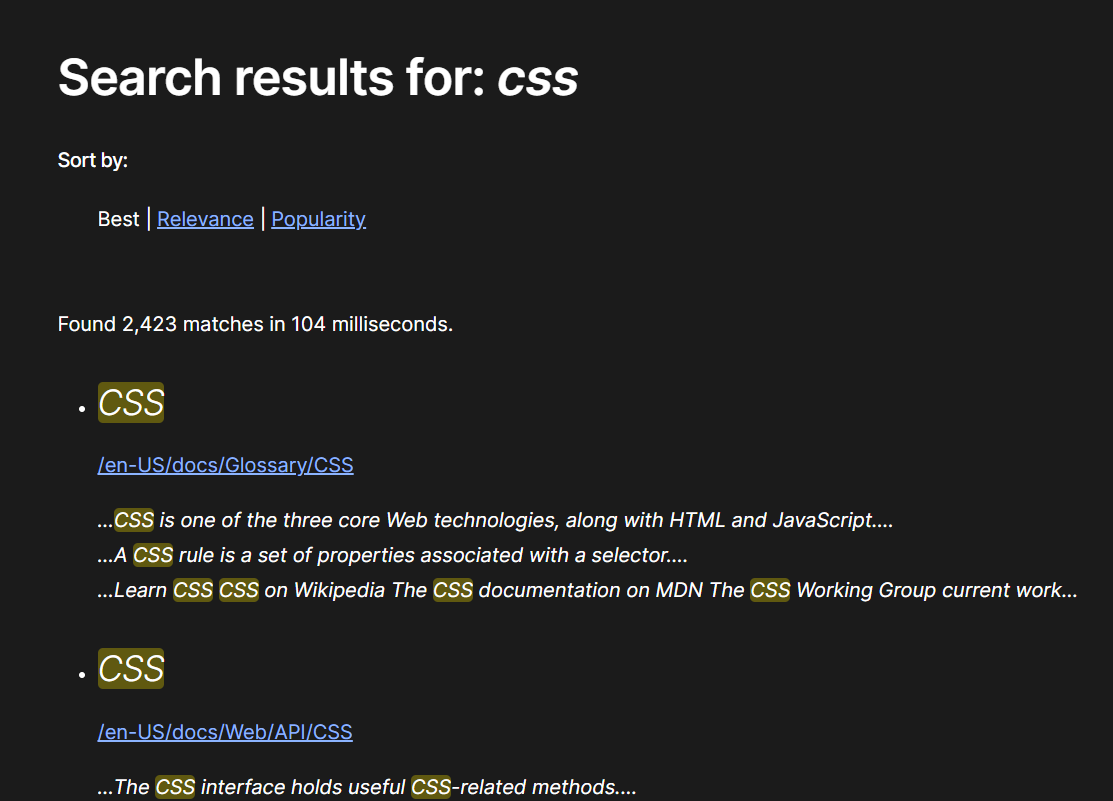 Search results for: css
Sort by:
Best | Relevance | Popularity
Found 2,423 matches in 104 milliseconds.
• CSS
/en-US/docs/Glossary/CSS
…CSS is one of the three core Web technologies, along with HTML and JavaScript.…
…A CSS rule is a set of properties associated with a selector.…
…Learn CSS CSS on Wikipedia The CSS documentation on MDN The CSS Working Group current work…
• CSS
/en-US/docs/Web/API/CSS
…The CSS interface holds useful CSS-related methods.…